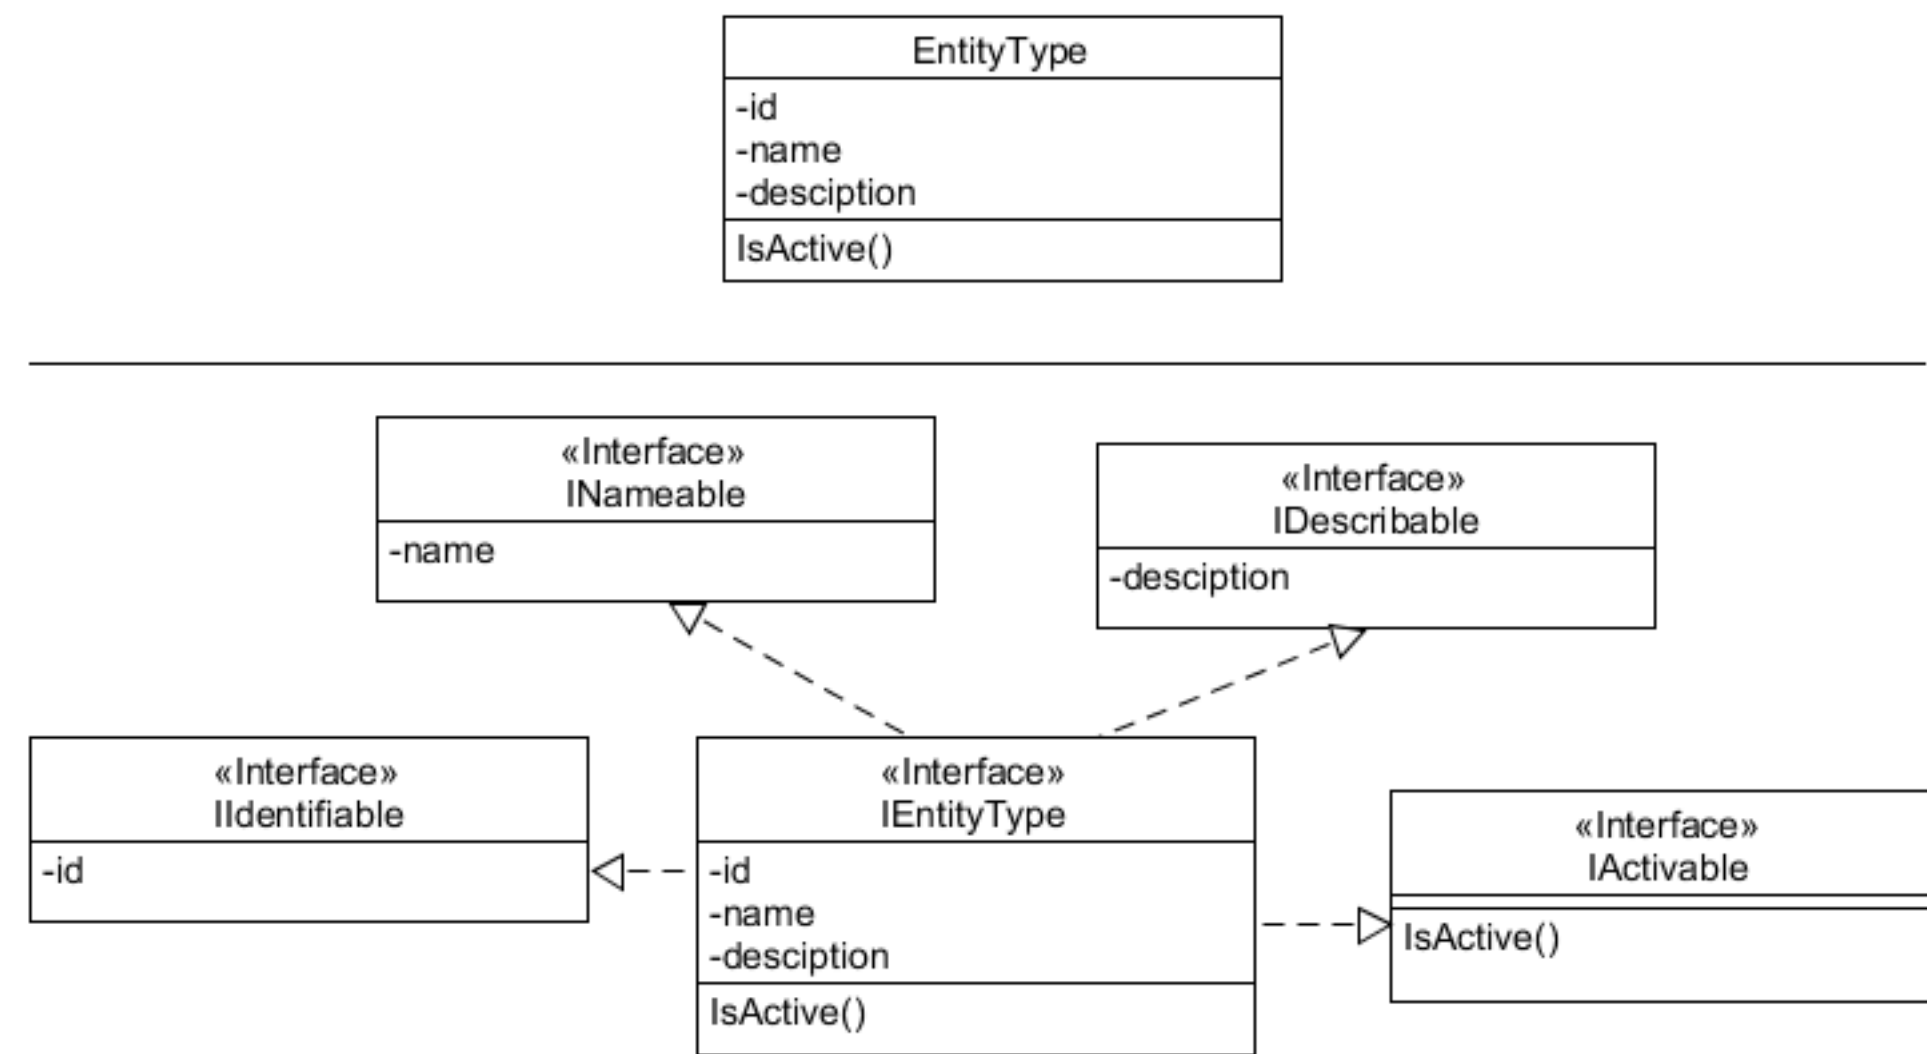 EntityType
-id
-name
-desciption
IsActive()
«Interface»
INameable
-name
«Interface»
IDescribable
-desciption
«Interface»
IIdentifiable
-id
«Interface»
IEntityType
-id
-name
-desciption
IsActive()
«Interface»
IActivable
IsActive()